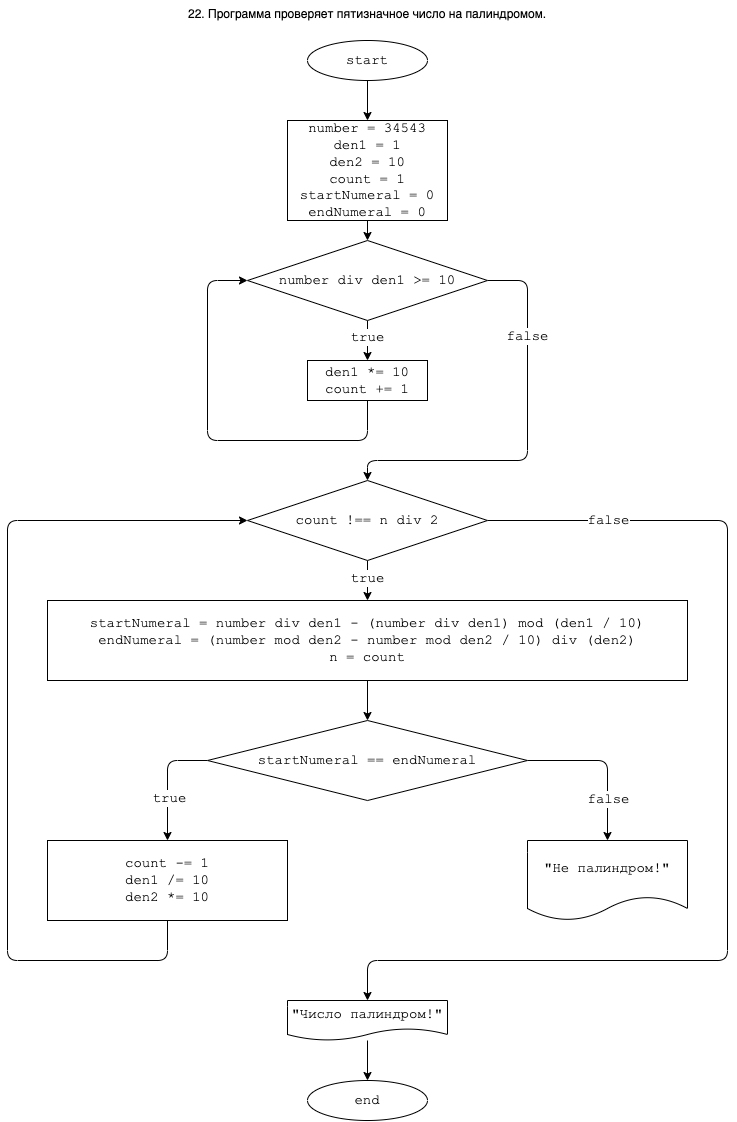 22. Программа проверяет пятизначное число на палиндромом.
start
number = 34543
den1 = 1
den2 = 10
count = 1
startNumeral = 0
endNumeral = 0
number div den1 >= 10
true
false
den1 *= 10
count += 1
count !== n div 2
false
true
startNumeral = number div den1 - (number div den1) mod (den1 / 10)
endNumeral = (number mod den2 - number mod den2 / 10) div (den2)
n = count
startNumeral == endNumeral
true
false
count -= 1
den1 /= 10
den2 *= 10
"Не палиндром!"
"Число палиндром!"
end